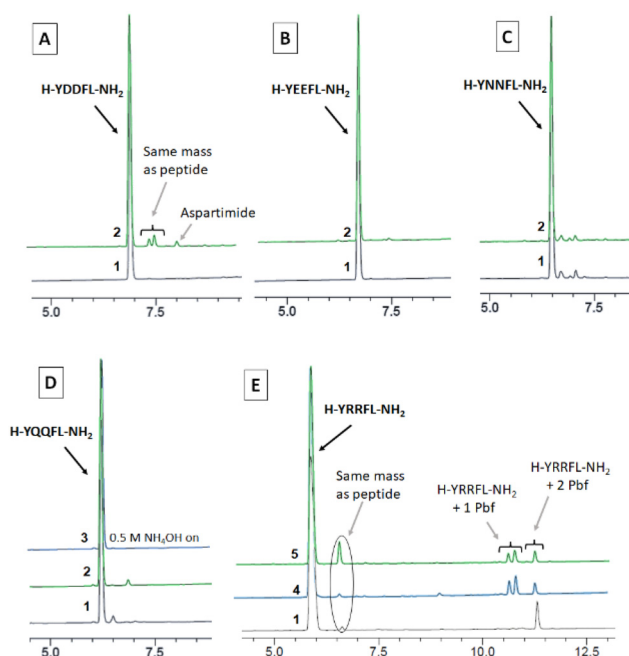 A
H-YDDFL-NH₂
Same mass
as peptide
Aspartimide
2
1
5.0 7.5
B
H-YEEFL-NH₂
2
1
5.0 7.5
C
H-YNNFL-NH₂
2
1
5.0 7.5
D
H-YQQFL-NH₂
3 0.5 M NH₄OH on
2
1
5.0 7.5
E
H-YRRFL-NH₂
Same mass
as peptide
H-YRRFL-NH₂
+ 1 Pbf
H-YRRFL-NH₂
+ 2 Pbf
5
4
1
5.0 7.5 10.0 12.5